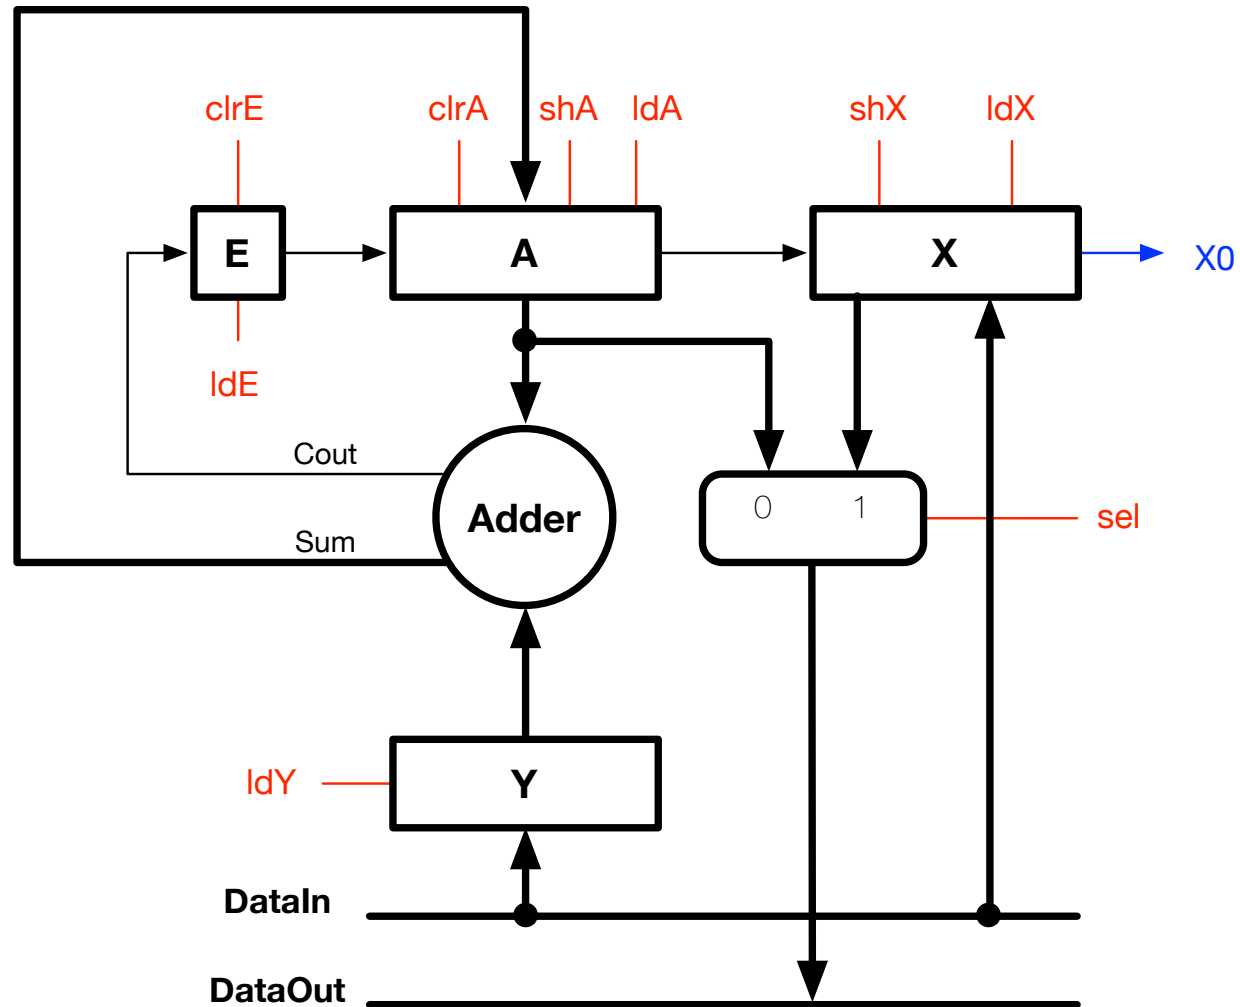 clrE
clrA
shA
ldA
shX
ldX
E
A
X
X0
ldE
Cout
Adder
0
1
sel
Sum
ldY
Y
DataIn
DataOut